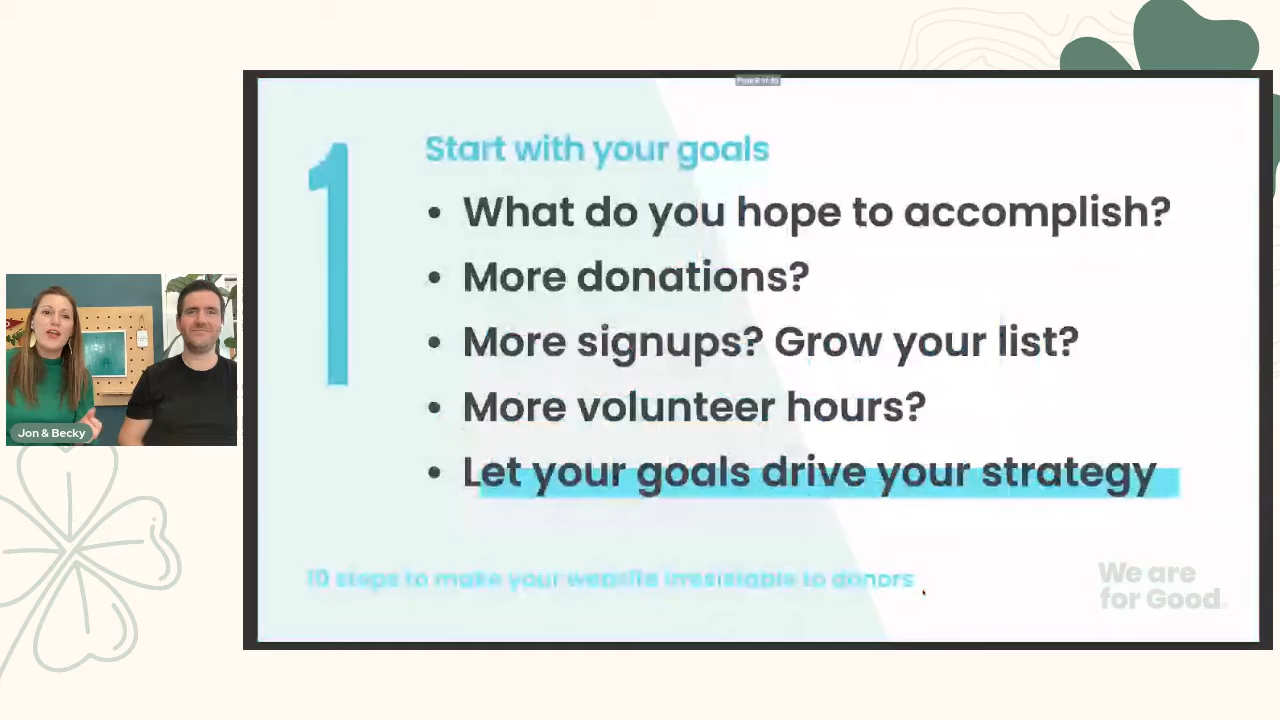 1
Start with your goals
• What do you hope to accomplish?
• More donations?
• More signups? Grow your list?
• More volunteer hours?
• Let your goals drive your strategy
10 steps to make your website irresistable to donors
We are
for Good.
Jon & Becky